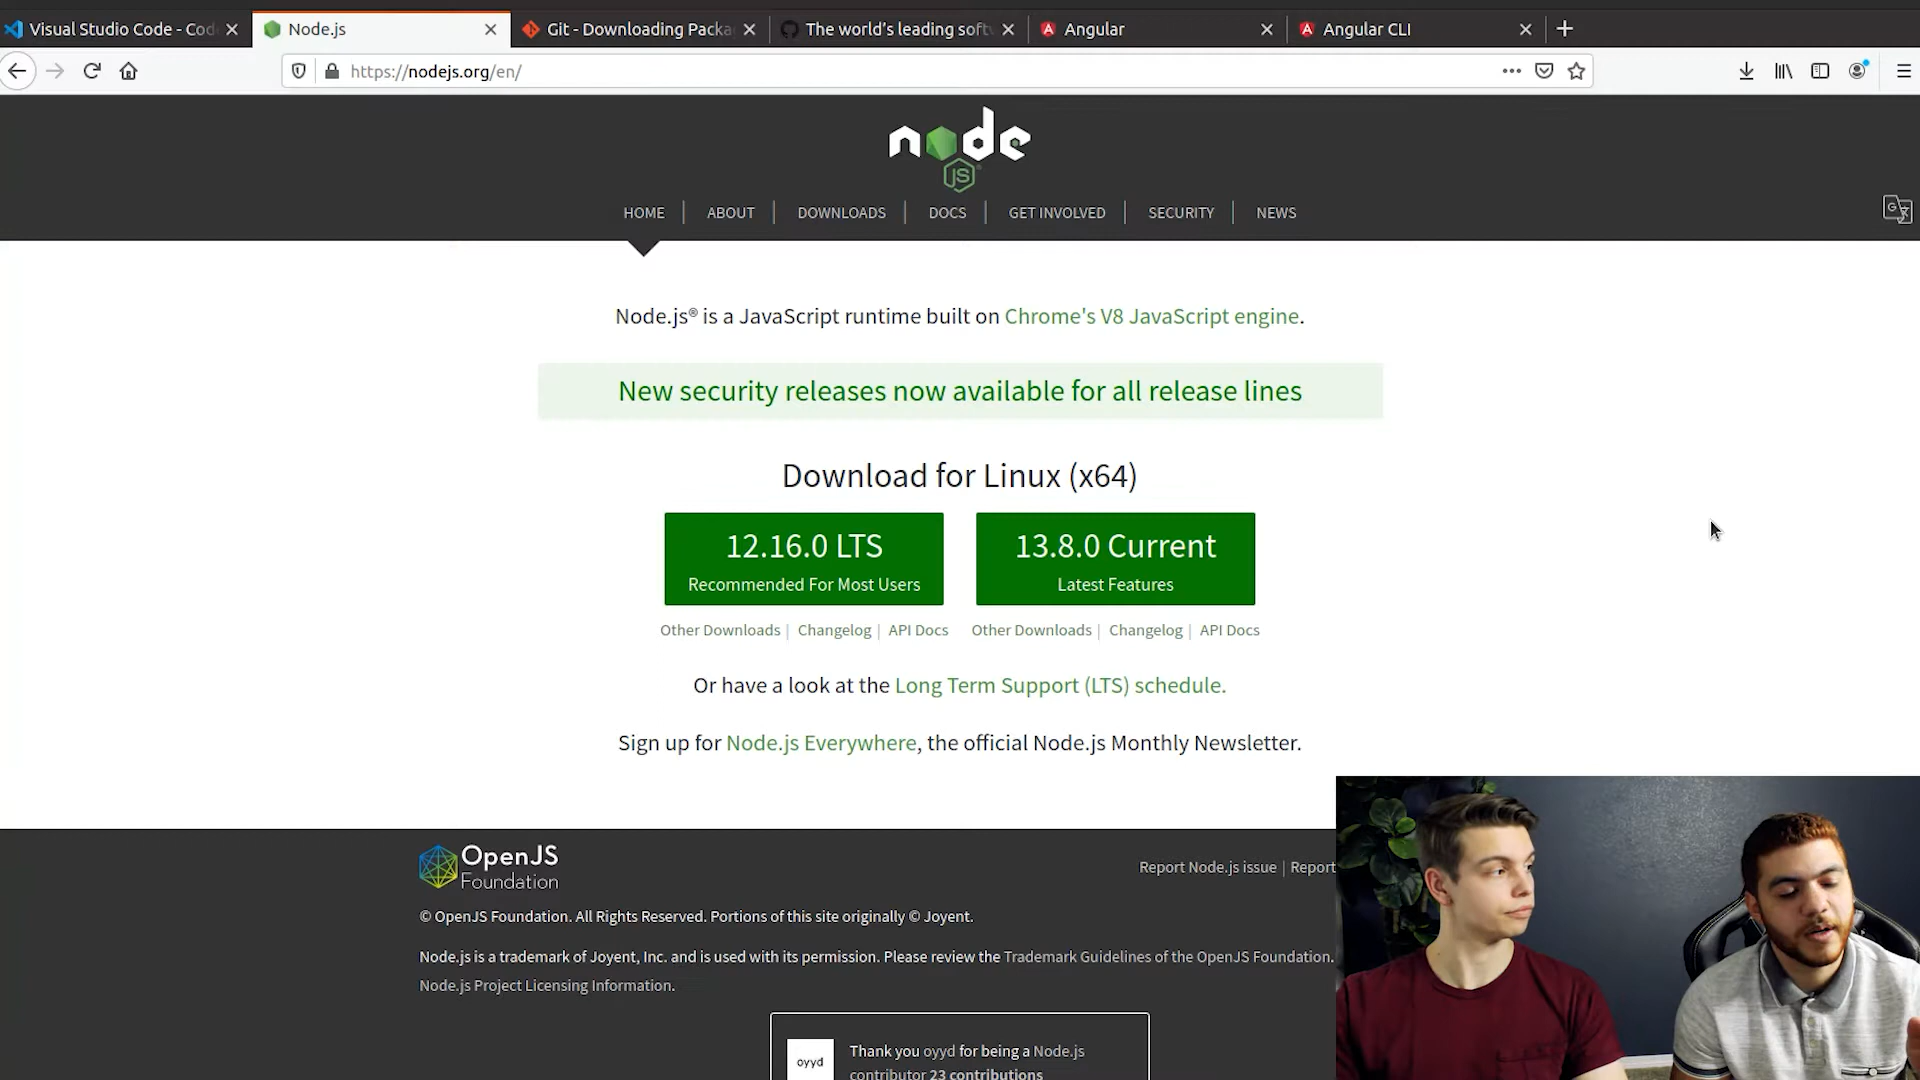 Visual Studio Code - Cod
Node.js
Git - Downloading Packa
The world's leading soft
Angular
Angular CLI
https://nodejs.org/en/
node
JS
HOME | ABOUT | DOWNLOADS | DOCS | GET INVOLVED | SECURITY | NEWS
Node.js® is a JavaScript runtime built on Chrome's V8 JavaScript engine.
New security releases now available for all release lines
Download for Linux (x64)
12.16.0 LTS
Recommended For Most Users
13.8.0 Current
Latest Features
Other Downloads | Changelog | API Docs
Other Downloads | Changelog | API Docs
Or have a look at the Long Term Support (LTS) schedule.
Sign up for Node.js Everywhere, the official Node.js Monthly Newsletter.
OpenJS
Foundation
Report Node.js issue | Report
© OpenJS Foundation. All Rights Reserved. Portions of this site originally © Joyent.
Node.js is a trademark of Joyent, Inc. and is used with its permission. Please review the Trademark Guidelines of the OpenJS Foundation.
Node.js Project Licensing Information.
oyyd
Thank you oyyd for being a Node.js
contributor 23 contributions